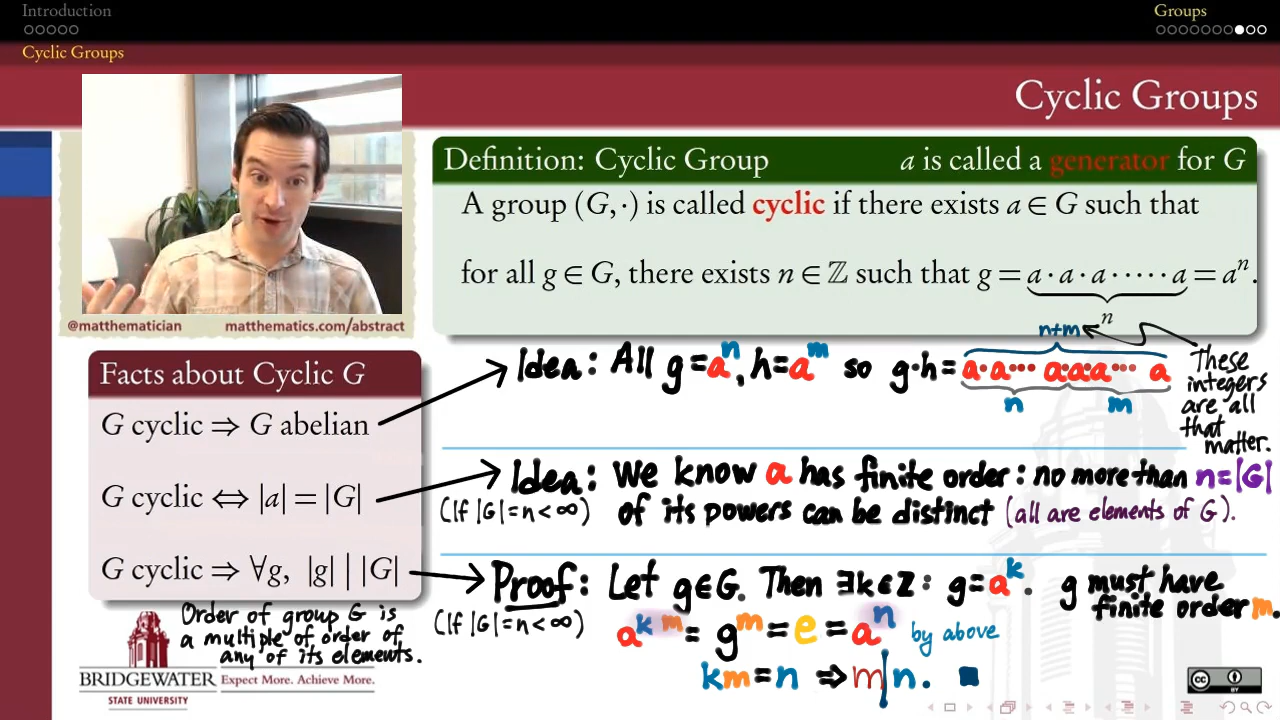 Introduction
Groups
Cyclic Groups
Cyclic Groups
@matthematician matthematics.com/abstract
Definition: Cyclic Group a is called a generator for G
A group (G,·) is called cyclic if there exists a ∈ G such that
for all g ∈ G, there exists n ∈ ℤ such that g = a · a · a · ⋯ · a = aⁿ.
n
Facts about Cyclic G
G cyclic ⇒ G abelian
G cyclic ⇔ |a| = |G|
G cyclic ⇒ ∀g, |g| | |G|
Order of group G is
a multiple of order of
any of its elements.
BRIDGEWATER
STATE UNIVERSITY
Expect More. Achieve More.
n+m
Idea: All g=aⁿ, h=aᵐ so g·h= a·a··· a·a·a··· a
n m
These
integers
are all
that
matter.
Idea: We know a has finite order: no more than n=|G|
(If |G|=n<∞) of its powers can be distinct (all are elements of G).
Proof: Let g∈G. Then ∃k∈ℤ: g=aᵏ. g must have
finite order m.
(If |G|=n<∞) aᵏᵐ = gᵐ = e = aⁿ by above
km=n ⇒ m|n. ■
cc BY